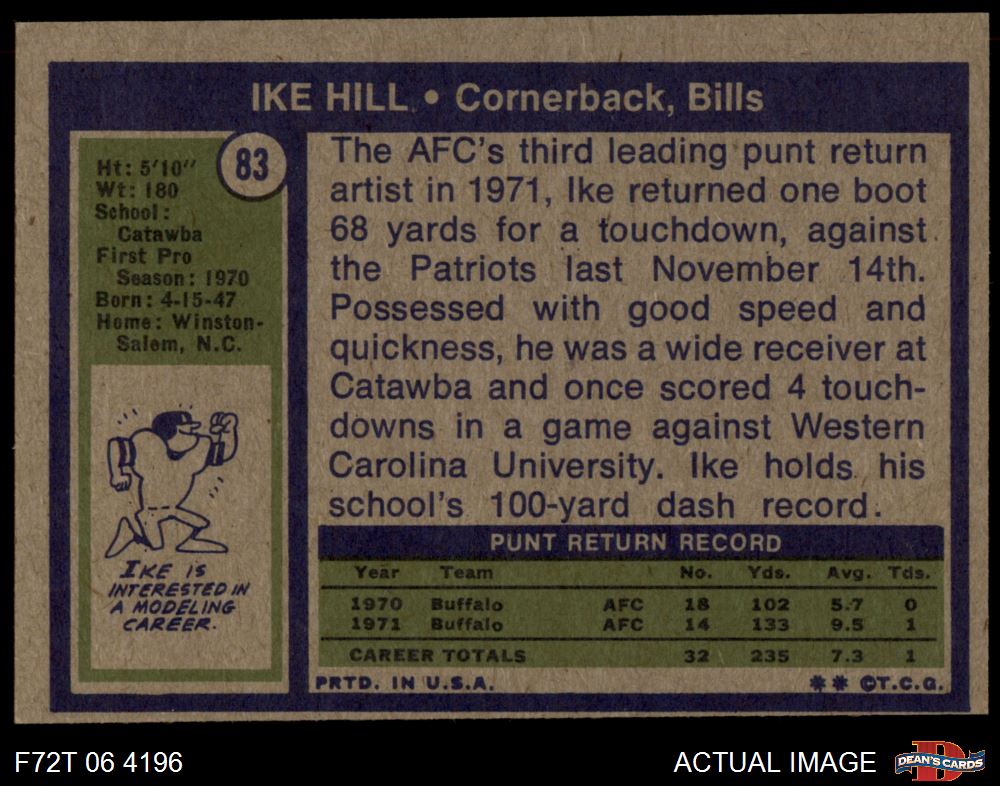 IKE HILL • Cornerback, Bills
83
Ht: 5'10"
Wt: 180
School:
Catawba
First Pro
Season: 1970
Born: 4-15-47
Home: Winston-
Salem, N.C.
IKE IS
INTERESTED IN
A MODELING
CAREER.
The AFC's third leading punt return
artist in 1971, Ike returned one boot
68 yards for a touchdown, against
the Patriots last November 14th.
Possessed with good speed and
quickness, he was a wide receiver at
Catawba and once scored 4 touch-
downs in a game against Western
Carolina University. Ike holds his
school's 100-yard dash record.
PUNT RETURN RECORD
Year Team No. Yds. Avg. Tds.
1970 Buffalo AFC 18 102 5.7 0
1971 Buffalo AFC 14 133 9.5 1
CAREER TOTALS 32 235 7.3 1
PRTD. IN U.S.A. ** ©T.C.G.
F72T 06 4196 ACTUAL IMAGE
D
DEAN'S CARDS